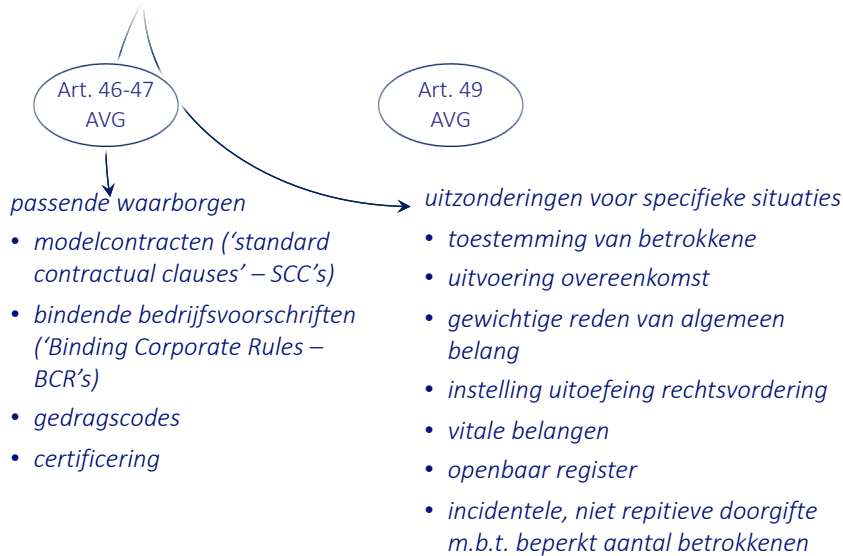 Art. 46-47
AVG
Art. 49
AVG
passende waarborgen
• modelcontracten (‘standard
contractual clauses’ – SCC’s)
• bindende bedrijfsvoorschriften
(‘Binding Corporate Rules –
BCR’s)
• gedragscodes
• certificering
uitzonderingen voor specifieke situaties
• toestemming van betrokkene
• uitvoering overeenkomst
• gewichtige reden van algemeen
belang
• instelling uitoefeing rechtsvordering
• vitale belangen
• openbaar register
• incidentele, niet repitieve doorgifte
m.b.t. beperkt aantal betrokkenen